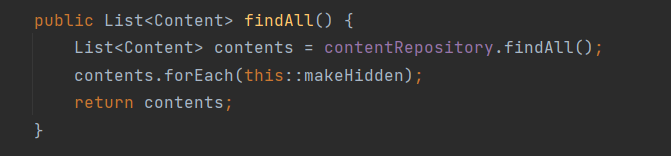 public List<Content> findAll() {
    List<Content> contents = contentRepository.findAll();
    contents.forEach(this::makeHidden);
    return contents;
}